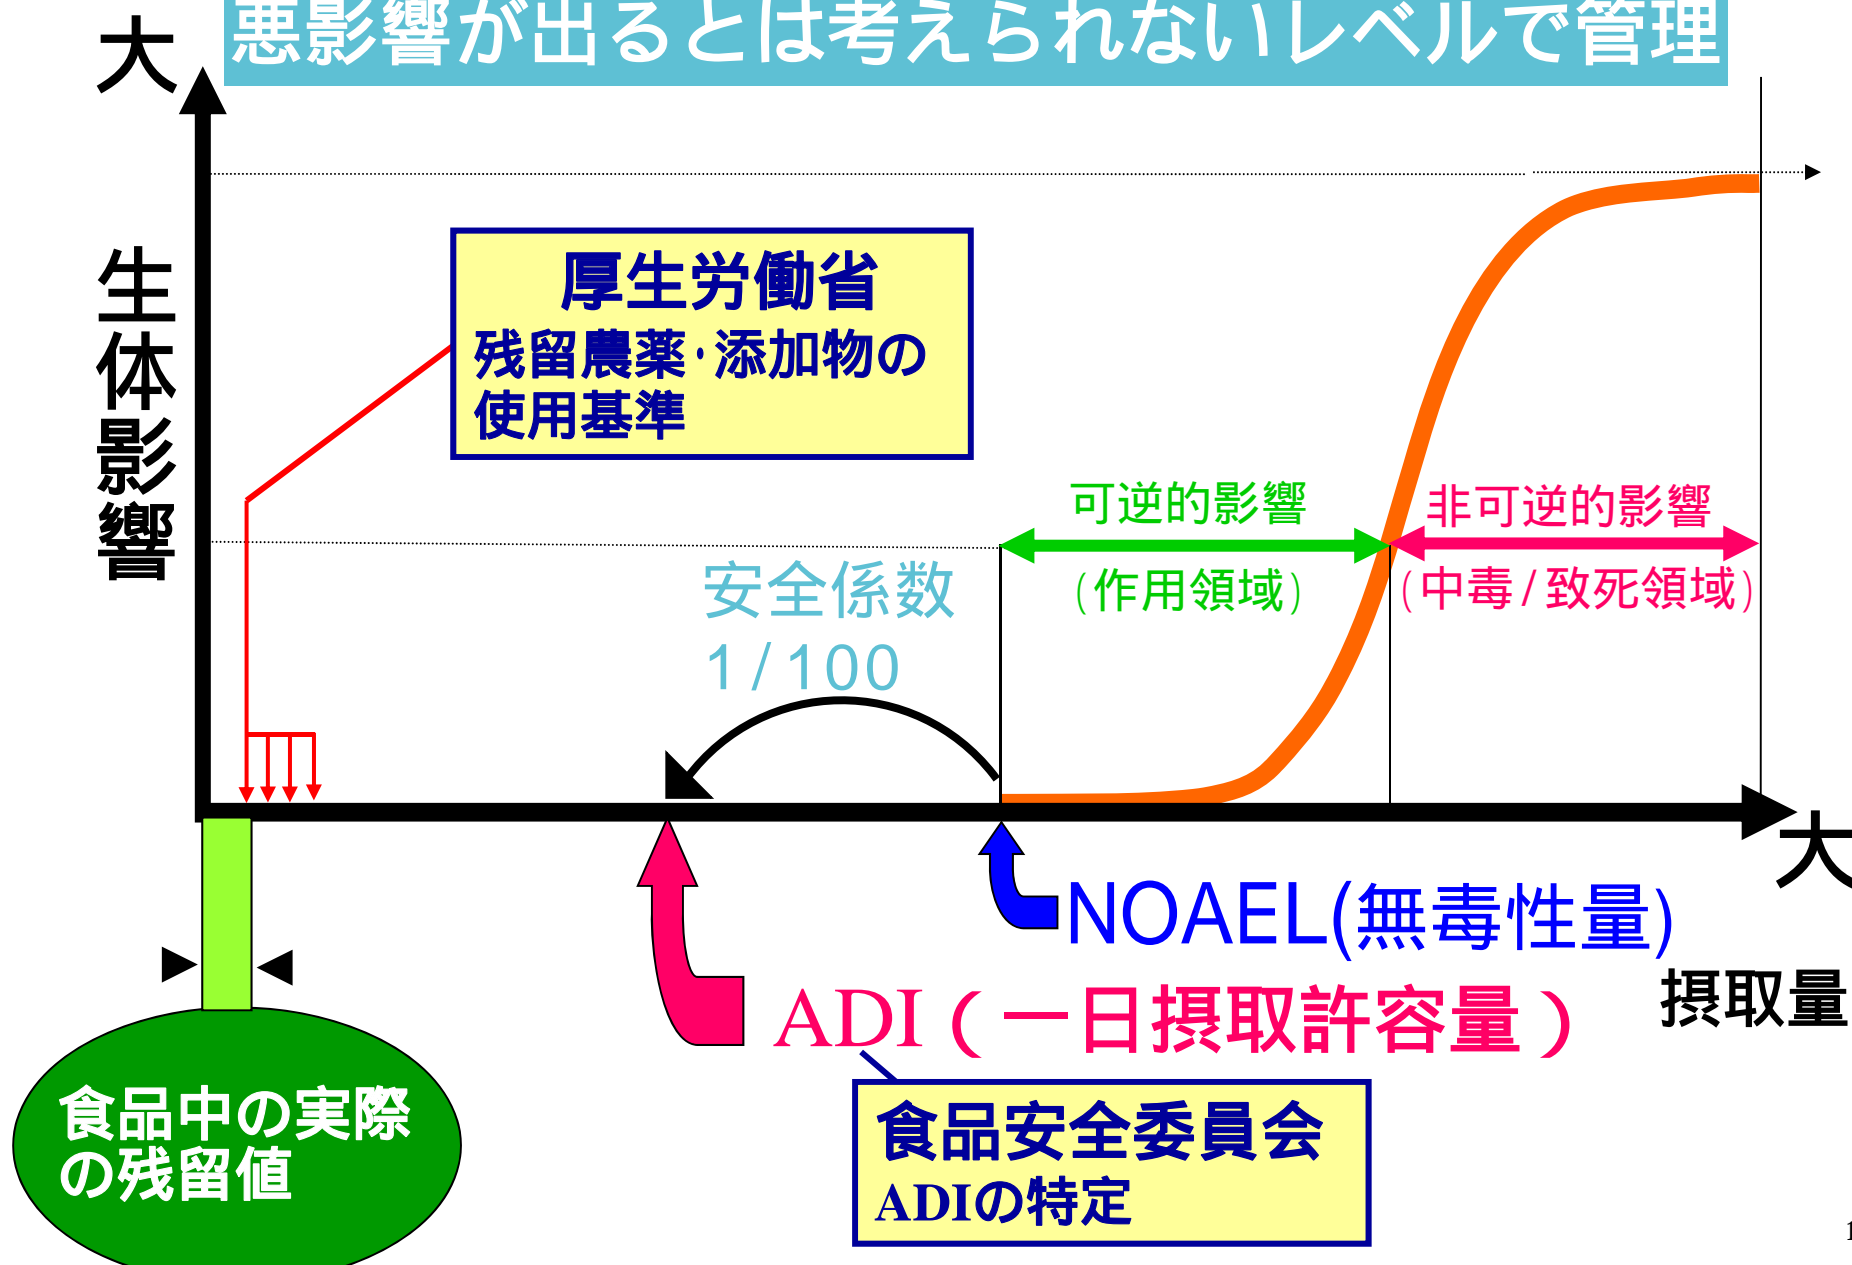 悪影響が出るとは考えられないレベルで管理
大
生体影響
厚生労働省
残留農薬・添加物の
使用基準
可逆的影響
(作用領域)
非可逆的影響
(中毒/致死領域)
安全係数
1/100
大
NOAEL(無毒性量)
摂取量
ADI(一日摂取許容量)
食品安全委員会
ADIの特定
食品中の実際
の残留値